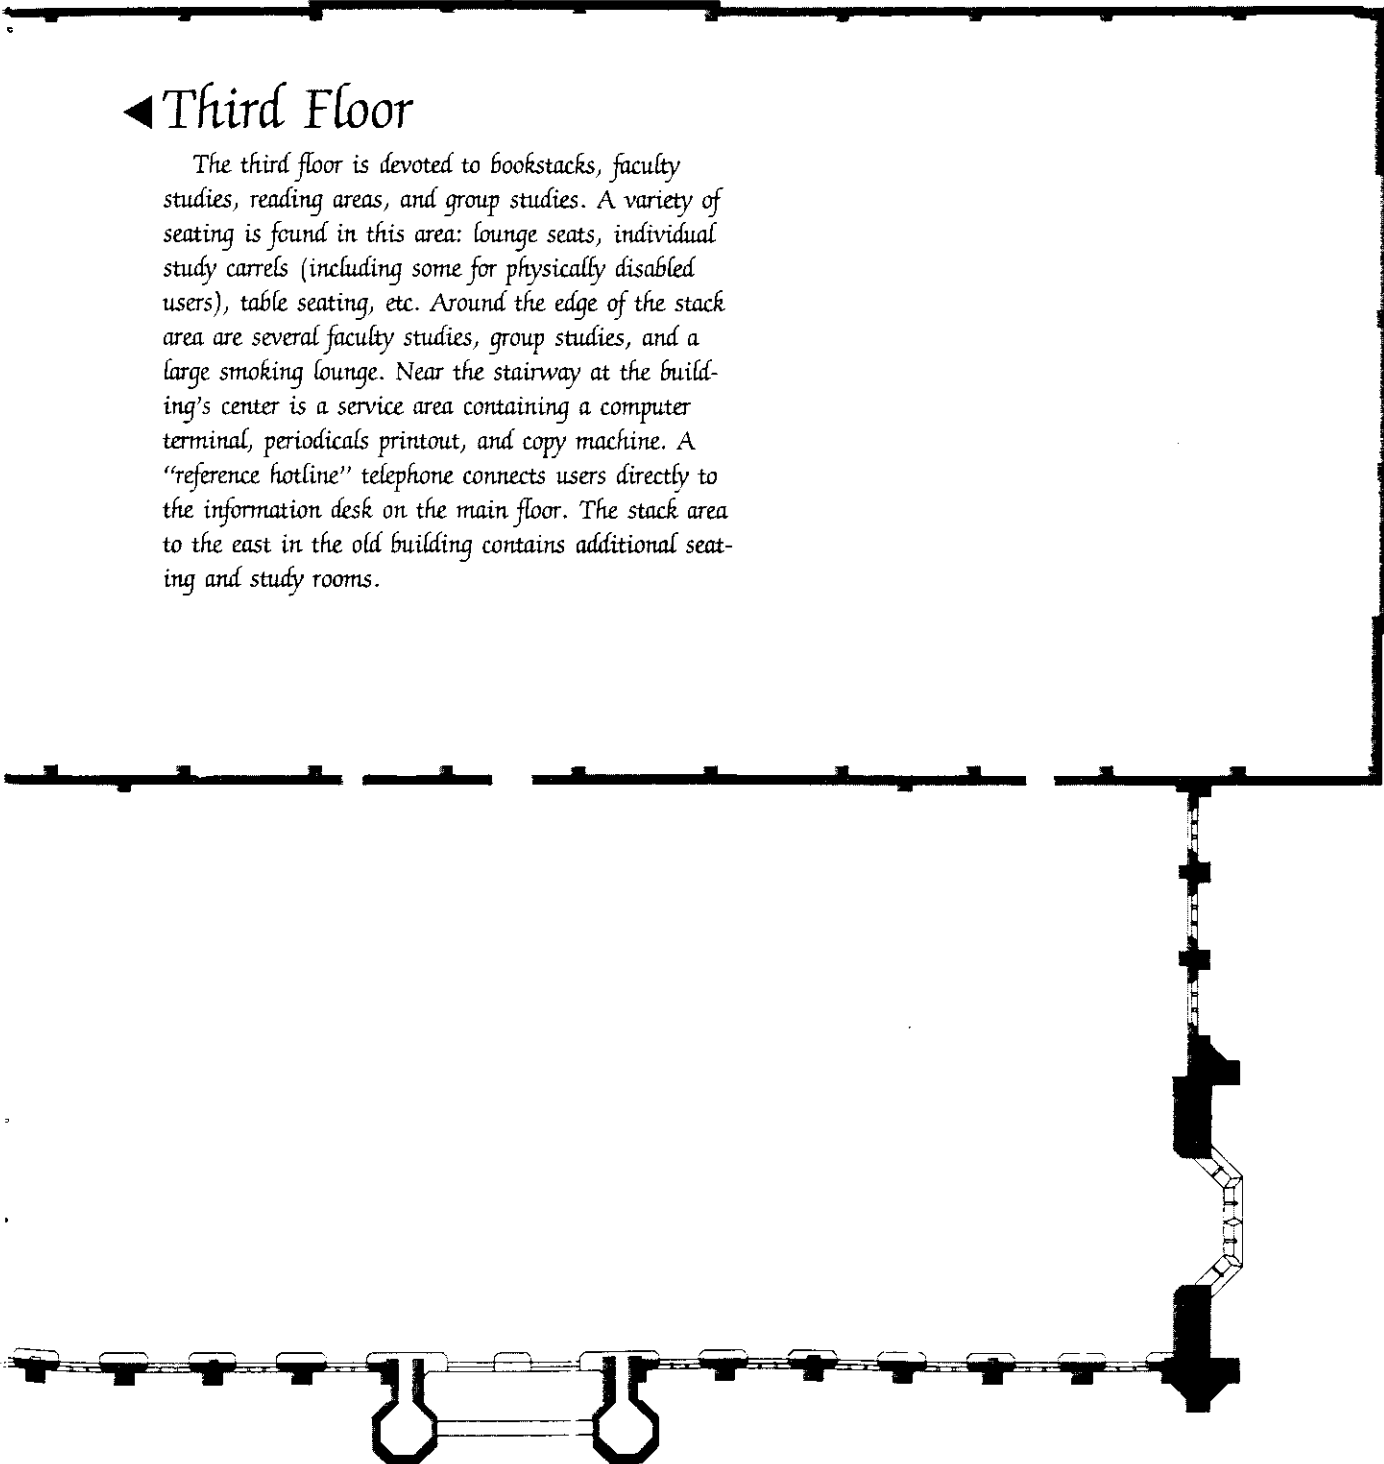 Third Floor
The third floor is devoted to bookstacks, faculty
studies, reading areas, and group studies. A variety of
seating is found in this area: lounge seats, individual
study carrels (including some for physically disabled
users), table seating, etc. Around the edge of the stack
area are several faculty studies, group studies, and a
large smoking lounge. Near the stairway at the build-
ing's center is a service area containing a computer
terminal, periodicals printout, and copy machine. A
"reference hotline" telephone connects users directly to
the information desk on the main floor. The stack area
to the east in the old building contains additional seat-
ing and study rooms.